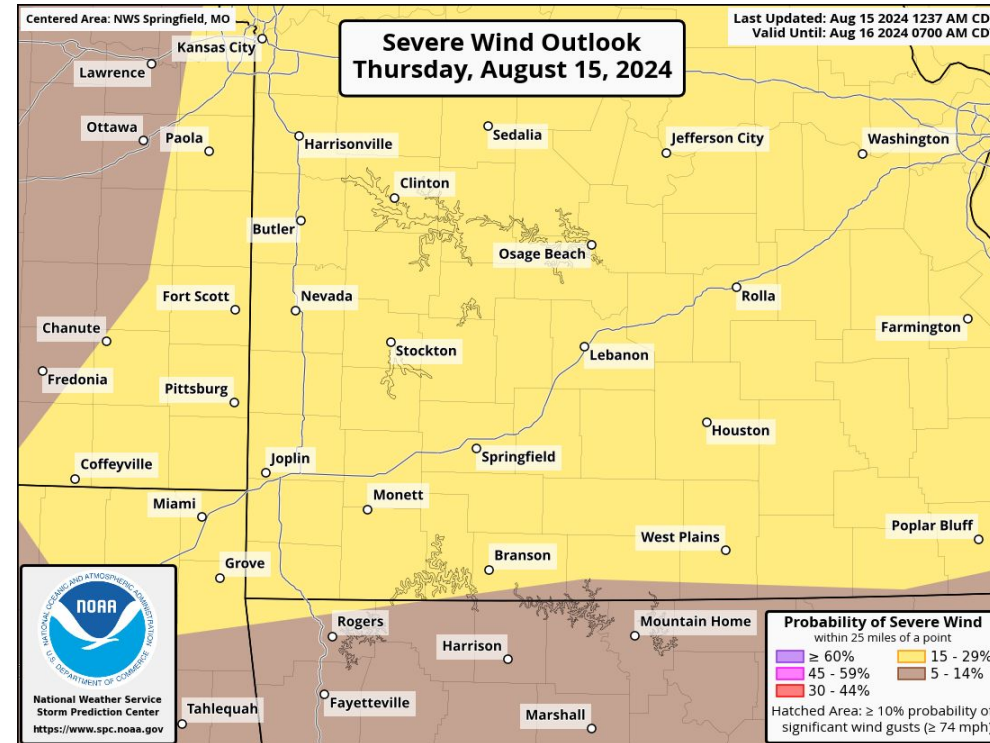 Centered Area: NWS Springfield, MO
Severe Wind Outlook
Thursday, August 15, 2024
Last Updated: Aug 15 2024 1237 AM CD
Valid Until: Aug 16 2024 0700 AM CD
Kansas City
Lawrence
Ottawa
Paola
Harrisonville
Sedalia
Jefferson City
Washington
Clinton
Butler
Osage Beach
Fort Scott
Nevada
Rolla
Chanute
Farmington
Stockton
Lebanon
Fredonia
Pittsburg
Houston
Coffeyville
Joplin
Springfield
Miami
Monett
Poplar Bluff
West Plains
Branson
Grove
Rogers
Mountain Home
Harrison
Fayetteville
Tahlequah
Marshall
NATIONAL OCEANIC AND ATMOSPHERIC ADMINISTRATION
NOAA
U.S. DEPARTMENT OF COMMERCE
National Weather Service
Storm Prediction Center
https://www.spc.noaa.gov
Probability of Severe Wind
within 25 miles of a point
≥ 60% 15 - 29%
45 - 59% 5 - 14%
30 - 44%
Hatched Area: ≥ 10% probability of
significant wind gusts (≥ 74 mph)